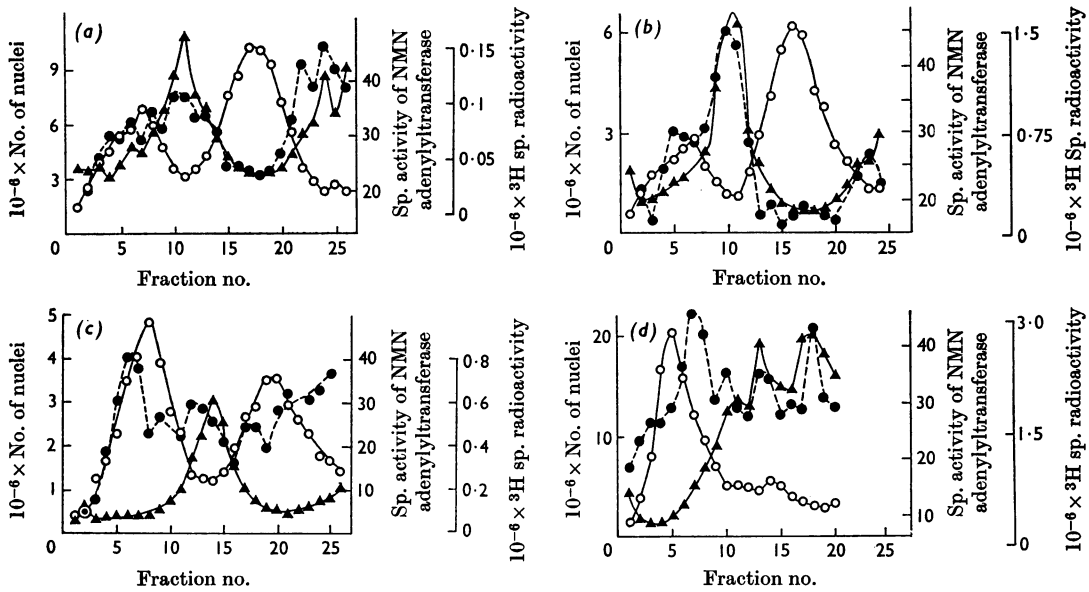 (a)
10⁻⁶ × No. of nuclei
9
6
3
0 5 10 15 20 25
Fraction no.
40
30
20
Sp. activity of NMN
adenylyltransferase
0·15
0·1
0·05
0
10⁻⁶ × ³H sp. radioactivity
(b)
10⁻⁶ × No. of nuclei
6
3
0 5 10 15 20 25
Fraction no.
40
30
20
Sp. activity of NMN
adenylyltransferase
1·5
0·75
0
10⁻⁶ × ³H Sp. radioactivity
(c)
10⁻⁶ × No. of nuclei
5
4
3
2
1
5 10 15 20 25
Fraction no.
40
30
20
10
Sp. activity of NMN
adenylyltransferase
0·8
0·6
0·4
0·2
0
10⁻⁶ × ³H sp. radioactivity
(d)
10⁻⁶ × No. of nuclei
20
10
0 5 10 15 20 25
Fraction no.
40
30
20
10
Sp. activity of NMN
adenylyltransferase
3·0
1·5
0
10⁻⁶ × ³H sp. radioactivity